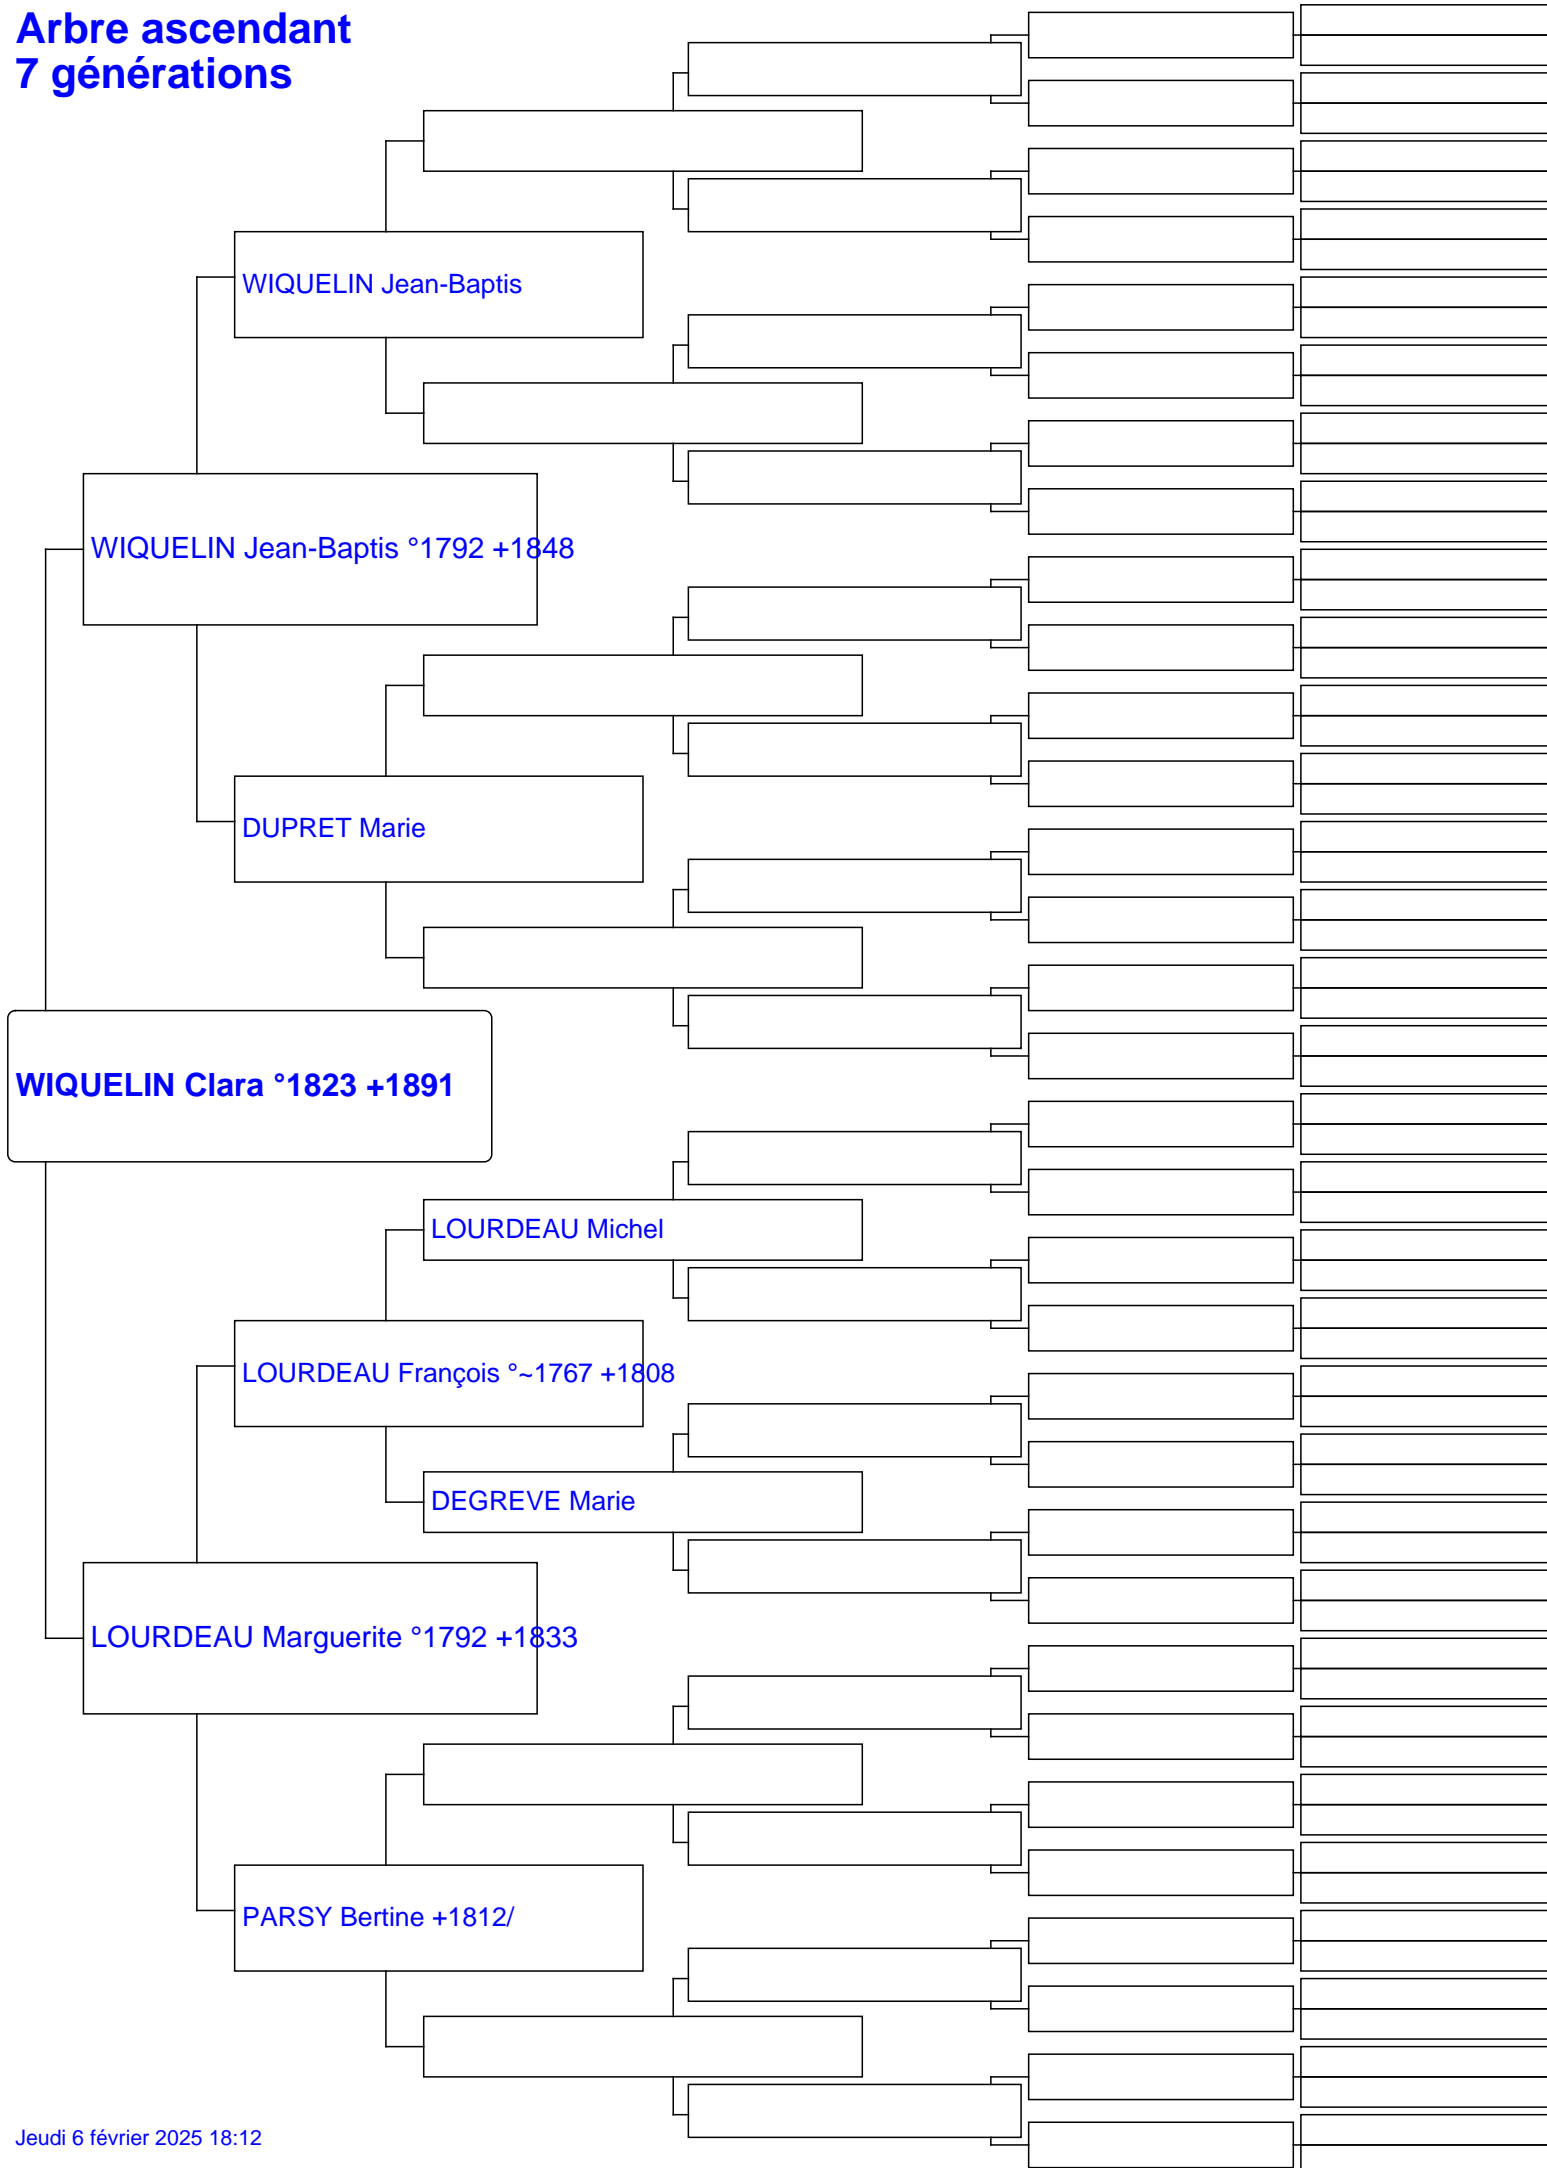 Arbre ascendant
7 générations
WIQUELIN Jean-Baptis
WIQUELIN Jean-Baptis °1792 +1848
DUPRET Marie
WIQUELIN Clara °1823 +1891
LOURDEAU Michel
LOURDEAU François °~1767 +1808
DEGREVE Marie
LOURDEAU Marguerite °1792 +1833
PARSY Bertine +1812/
Jeudi 6 février 2025 18:12